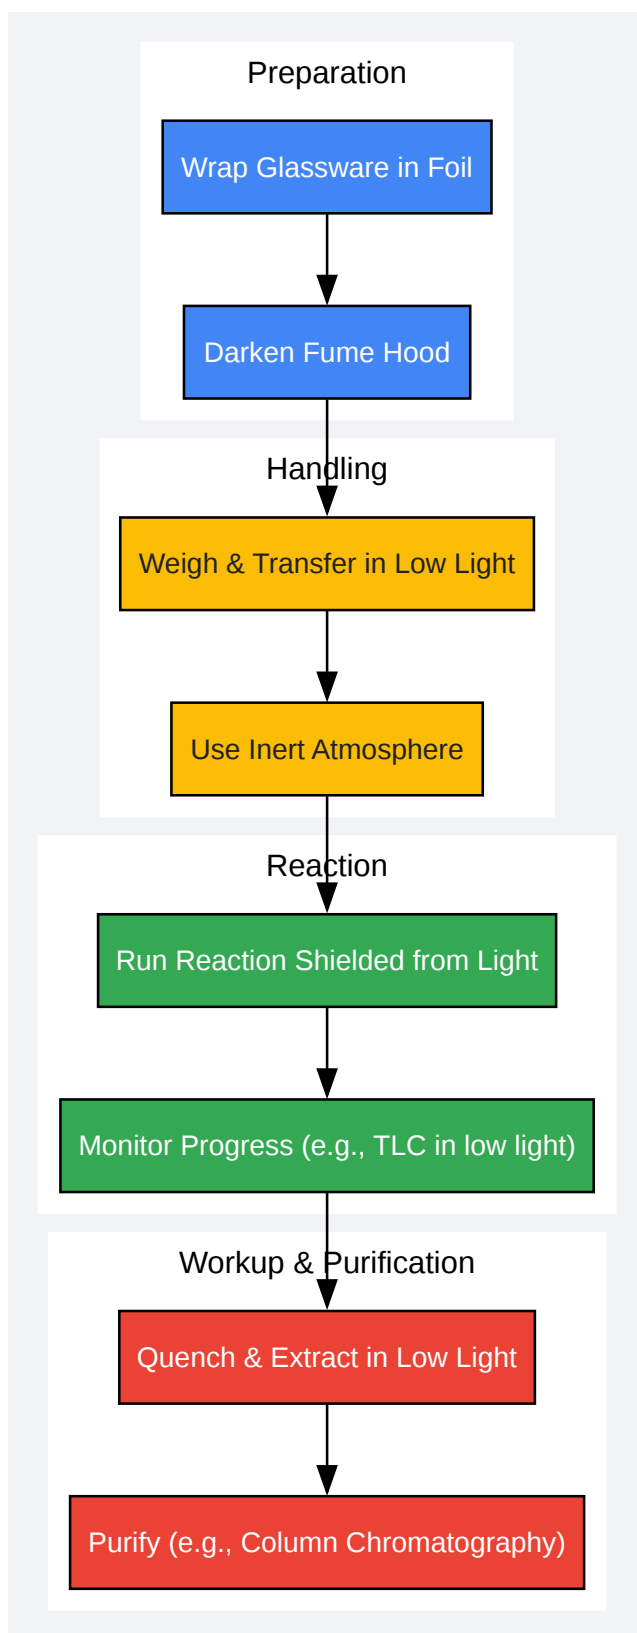 Preparation
Wrap Glassware in Foil
Darken Fume Hood
Handling
Weigh & Transfer in Low Light
Use Inert Atmosphere
Reaction
Run Reaction Shielded from Light
Monitor Progress (e.g., TLC in low light)
Workup & Purification
Quench & Extract in Low Light
Purify (e.g., Column Chromatography)